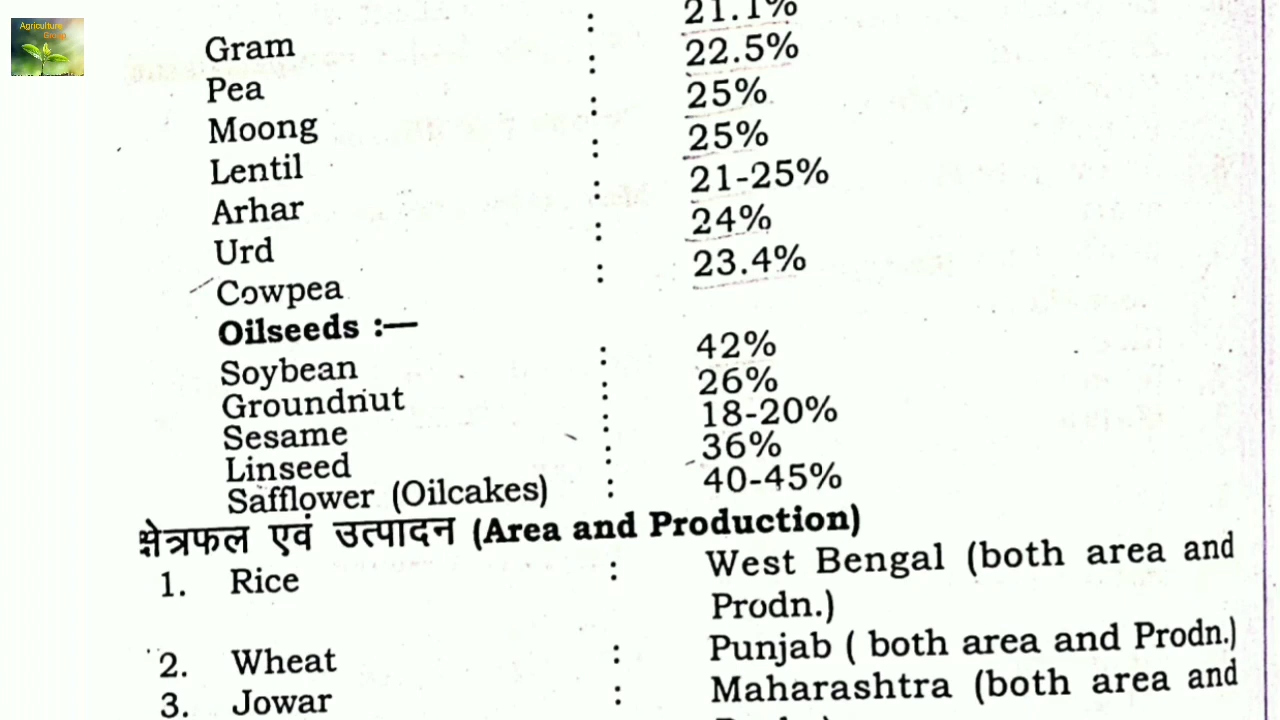 Agriculture
Group
Gram : 21.1%
Pea : 22.5%
Moong : 25%
Lentil : 25%
Arhar : 21-25%
Urd : 24%
Cowpea : 23.4%
Oilseeds :—
Soybean : 42%
Groundnut : 26%
Sesame : 18-20%
Linseed : 36%
Safflower (Oilcakes) : 40-45%
क्षेत्रफल एवं उत्पादन (Area and Production)
1. Rice : West Bengal (both area and
Prodn.)
2. Wheat : Punjab ( both area and Prodn.)
3. Jowar : Maharashtra (both area and